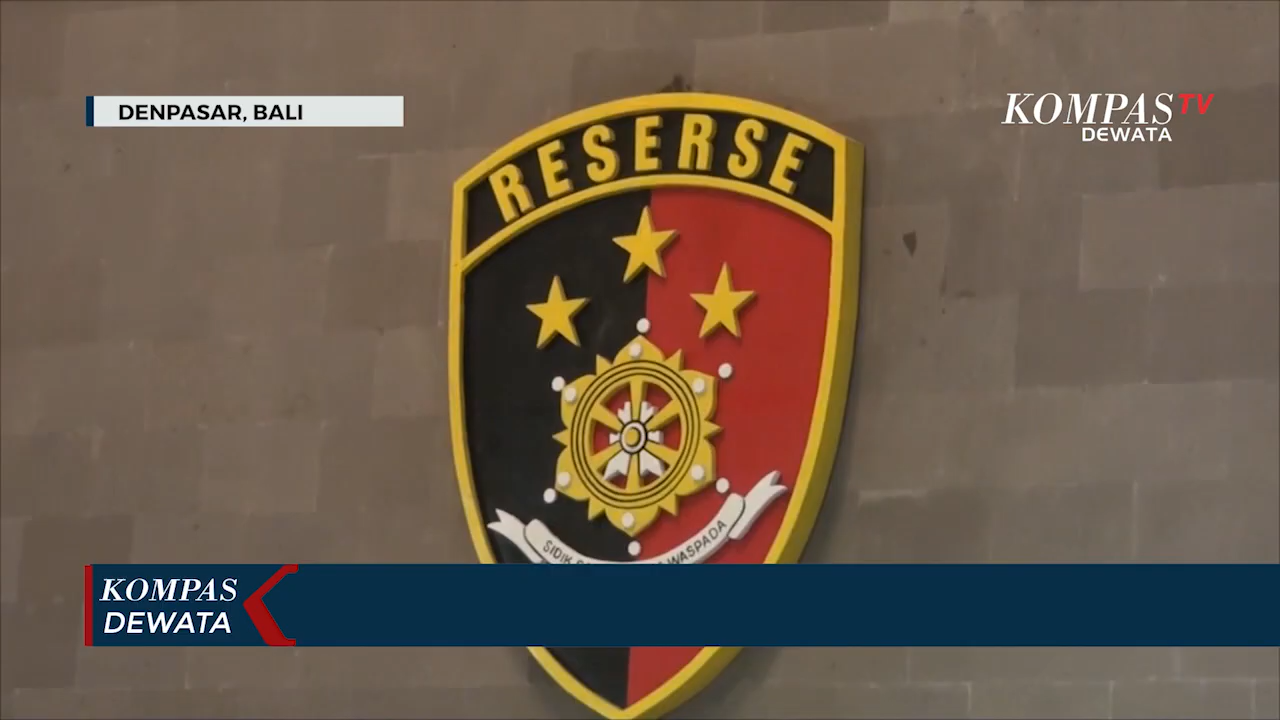 DENPASAR, BALI
KOMPAS TV
DEWATA
RESERSE
SIDIK
WASPADA
KOMPAS
DEWATA